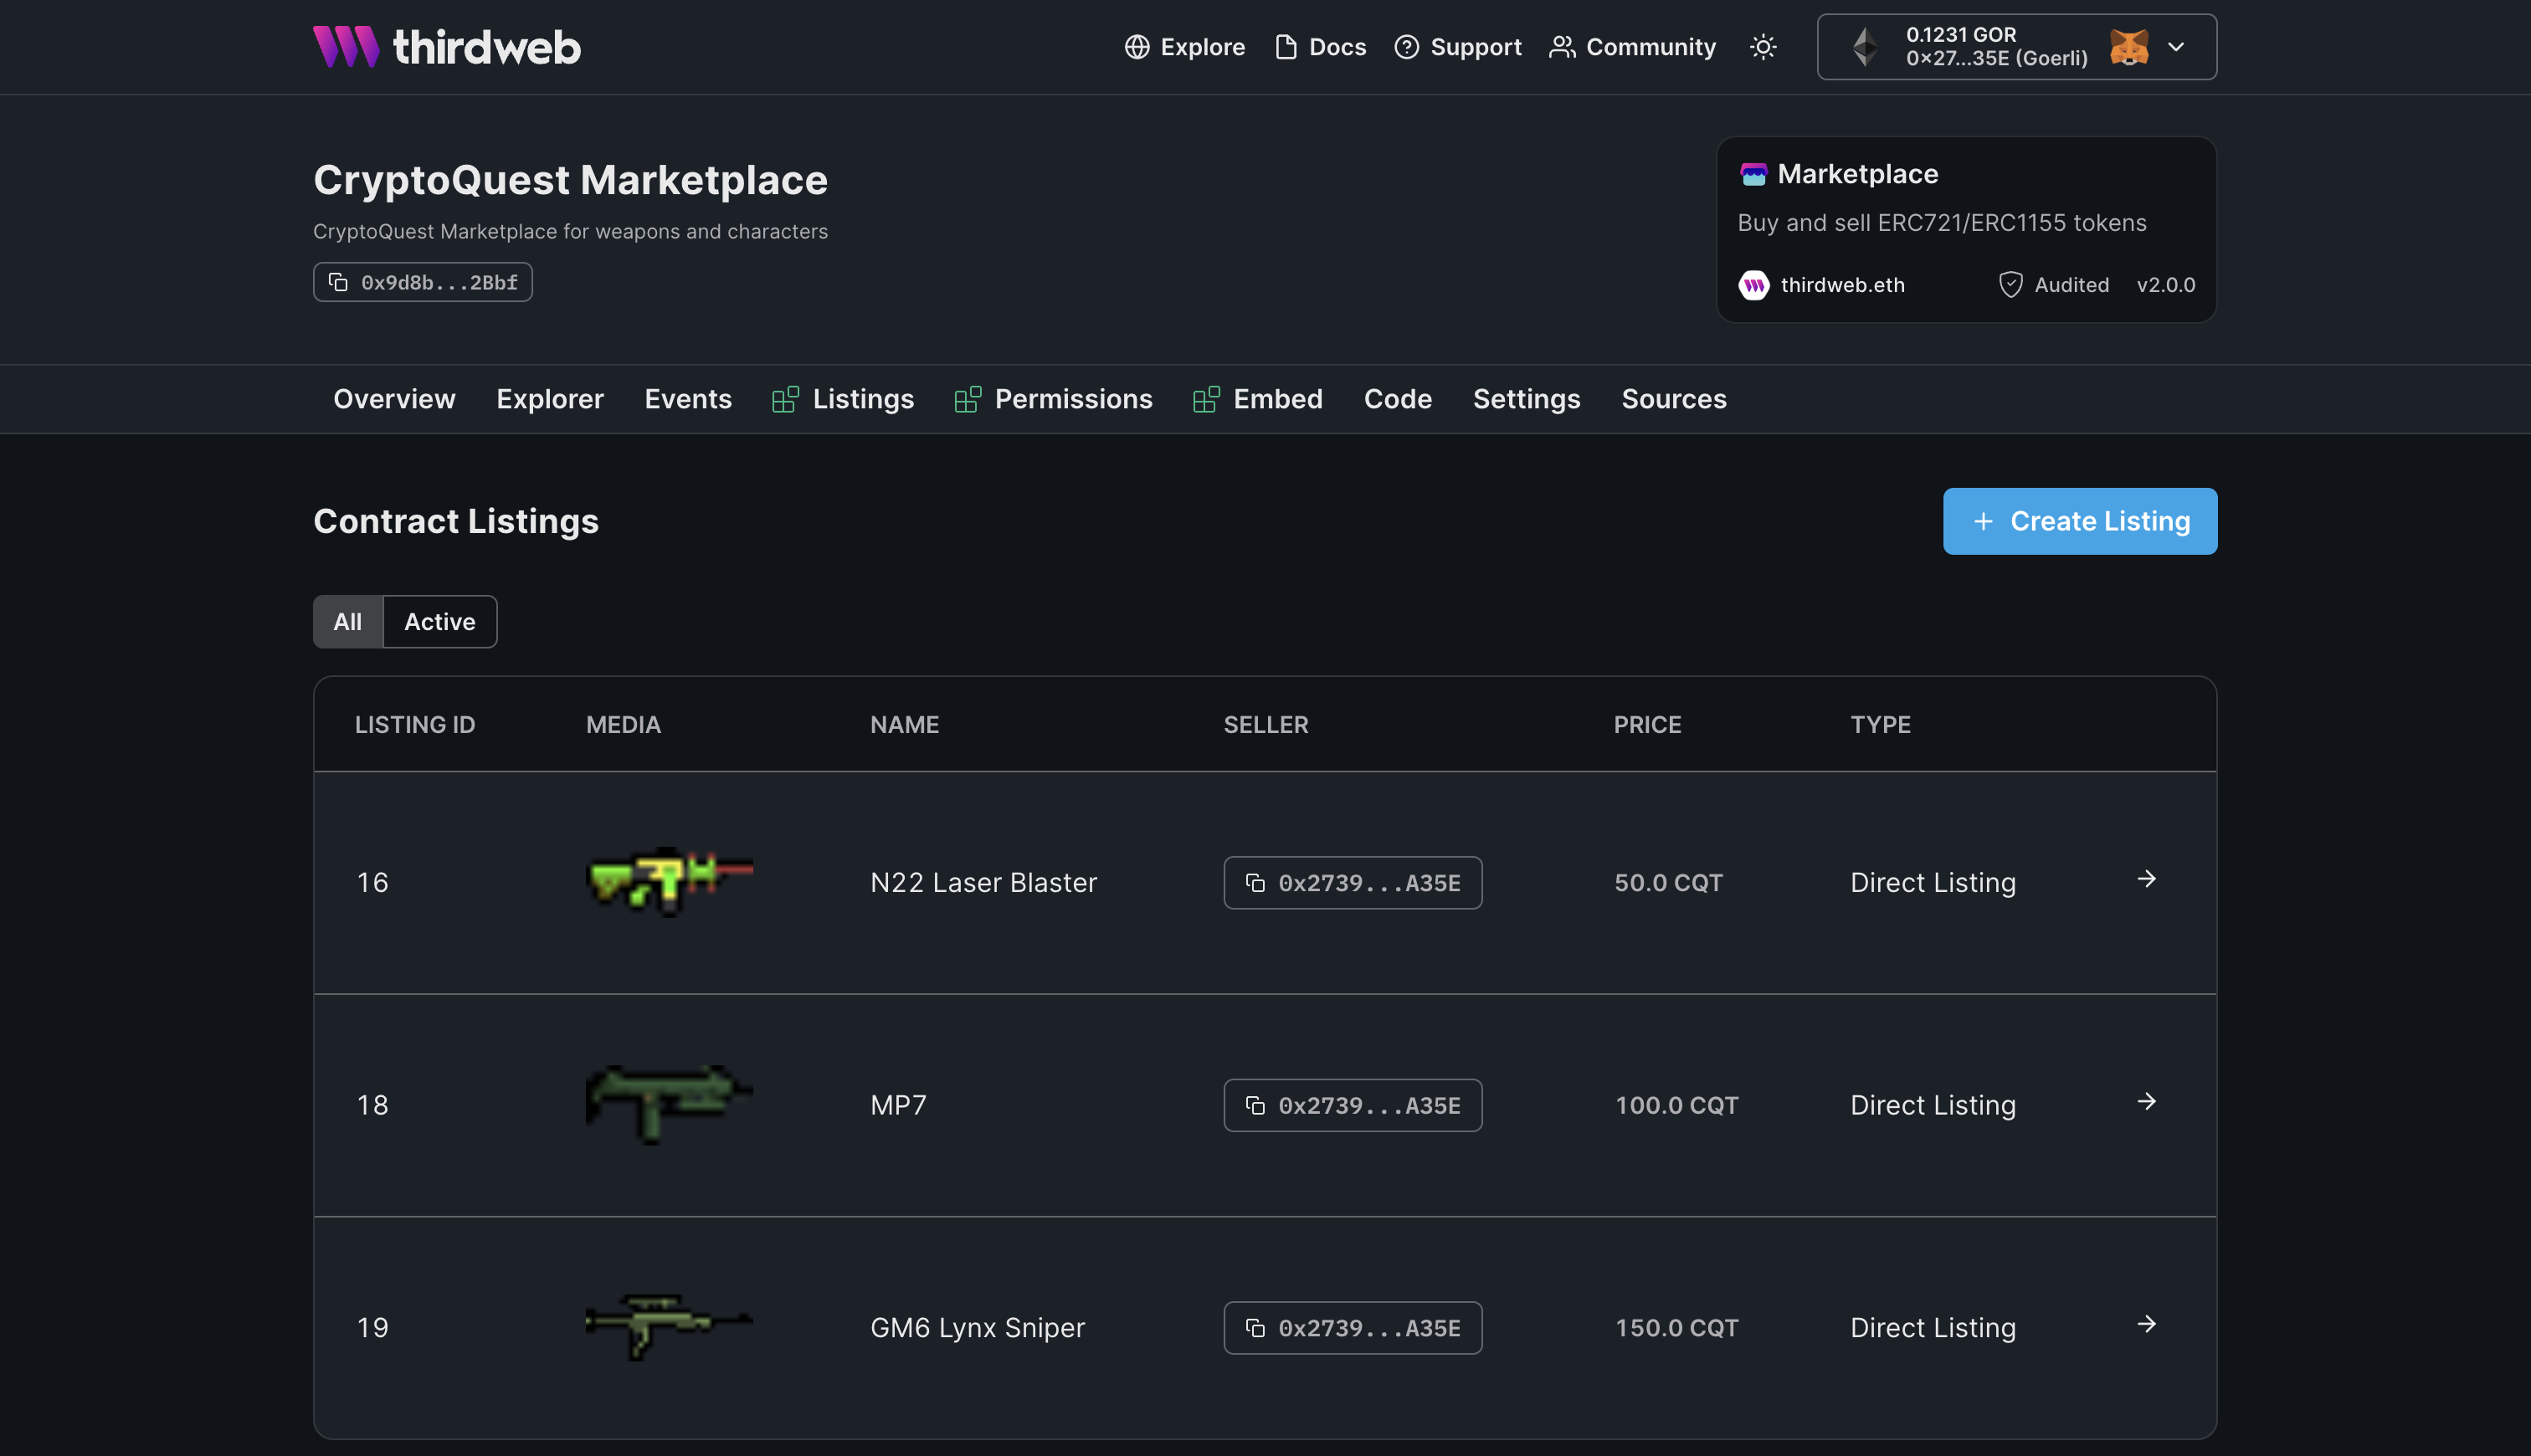 thirdweb
Explore Docs Support Community
0.1231 GOR
0x27...35E (Goerli)
CryptoQuest Marketplace
CryptoQuest Marketplace for weapons and characters
0x9d8b...2Bbf
Marketplace
Buy and sell ERC721/ERC1155 tokens
thirdweb.eth Audited v2.0.0
Overview Explorer Events Listings Permissions Embed Code Settings Sources
Contract Listings
+ Create Listing
All Active
LISTING ID MEDIA NAME SELLER PRICE TYPE
16 N22 Laser Blaster 0x2739...A35E 50.0 CQT Direct Listing →
18 MP7 0x2739...A35E 100.0 CQT Direct Listing →
19 GM6 Lynx Sniper 0x2739...A35E 150.0 CQT Direct Listing →